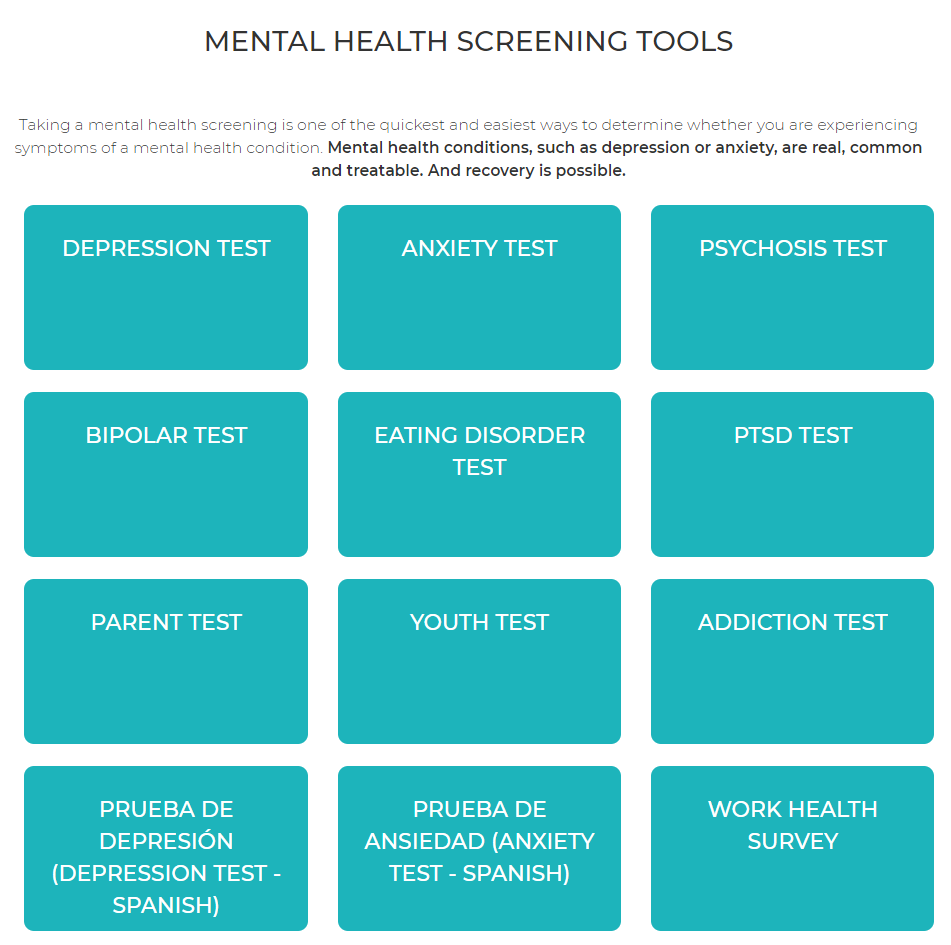 MENTAL HEALTH SCREENING TOOLS
Taking a mental health screening is one of the quickest and easiest ways to determine whether you are experiencing
symptoms of a mental health condition. Mental health conditions, such as depression or anxiety, are real, common
and treatable. And recovery is possible.
DEPRESSION TEST
ANXIETY TEST
PSYCHOSIS TEST
BIPOLAR TEST
EATING DISORDER
TEST
PTSD TEST
PARENT TEST
YOUTH TEST
ADDICTION TEST
PRUEBA DE
DEPRESIÓN
(DEPRESSION TEST -
SPANISH)
PRUEBA DE
ANSIEDAD (ANXIETY
TEST - SPANISH)
WORK HEALTH
SURVEY